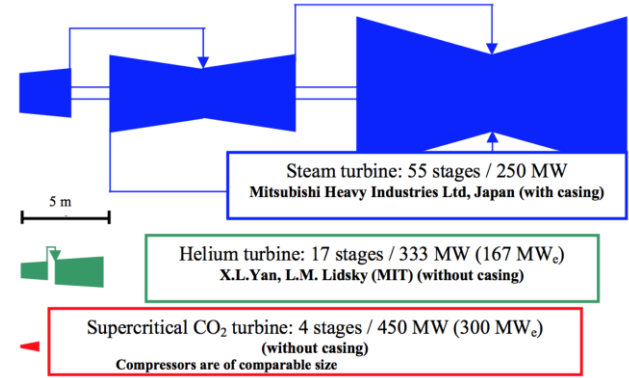 Steam turbine: 55 stages / 250 MW
Mitsubishi Heavy Industries Ltd, Japan (with casing)
5 m
Helium turbine: 17 stages / 333 MW (167 MWe)
X.L.Yan, L.M. Lidsky (MIT) (without casing)
Supercritical CO2 turbine: 4 stages / 450 MW (300 MWe)
(without casing)
Compressors are of comparable size